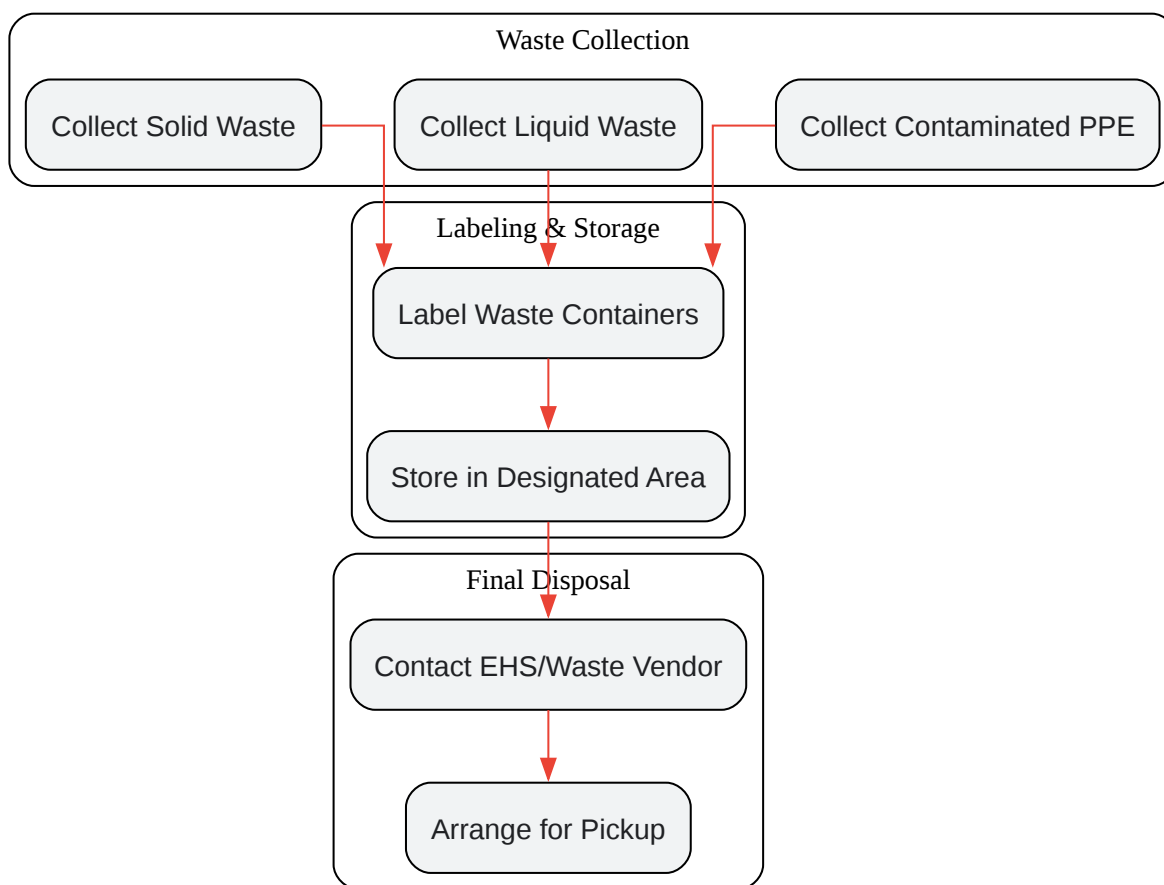 Waste Collection
Collect Solid Waste
Collect Liquid Waste
Collect Contaminated PPE
Labeling & Storage
Label Waste Containers
Store in Designated Area
Final Disposal
Contact EHS/Waste Vendor
Arrange for Pickup